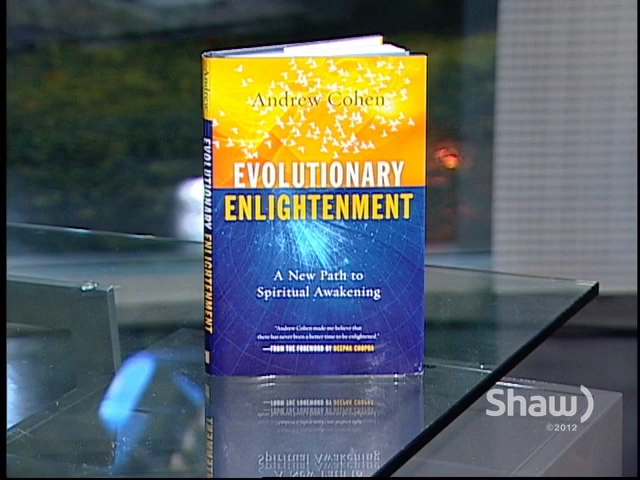 Andrew Cohen
EVOLUTIONARY
ENLIGHTENMENT
A New Path to
Spiritual Awakening
"Andrew Cohen made me believe that
there has never been a better time to be enlightened."
—FROM THE FOREWORD BY DEEPAK CHOPRA
Andrew EVOLUTIONARY ENLIGHTENMENT
Shaw)
©2012